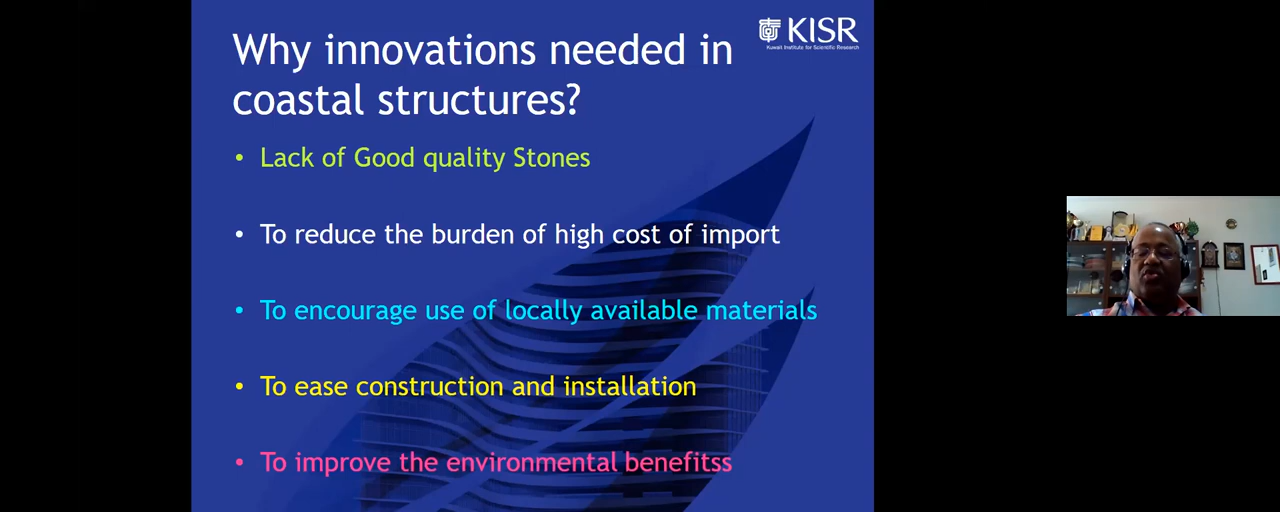 Why innovations needed in
KISR
Kuwait Institute for Scientific Research
coastal structures?
• Lack of Good quality Stones
• To reduce the burden of high cost of import
• To encourage use of locally available materials
• To ease construction and installation
• To improve the environmental benefitss